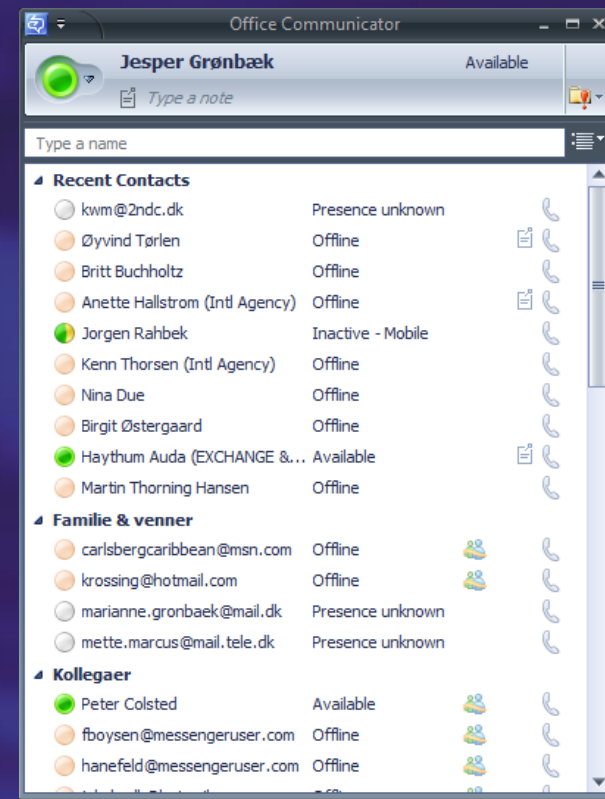 Office Communicator
Jesper Grønbæk Available
Type a note
Type a name
Recent Contacts
kwm@2ndc.dk Presence unknown
Øyvind Tørlen Offline
Britt Buchholtz Offline
Anette Hallstrom (Intl Agency) Offline
Jorgen Rahbek Inactive - Mobile
Kenn Thorsen (Intl Agency) Offline
Nina Due Offline
Birgit Østergaard Offline
Haythum Auda (EXCHANGE &... Available
Martin Thorning Hansen Offline
Familie & venner
carlsbergcaribbean@msn.com Offline
krossing@hotmail.com Offline
marianne.gronbaek@mail.dk Presence unknown
mette.marcus@mail.tele.dk Presence unknown
Kollegaer
Peter Colsted Available
fboysen@messengeruser.com Offline
hanefeld@messengeruser.com Offline